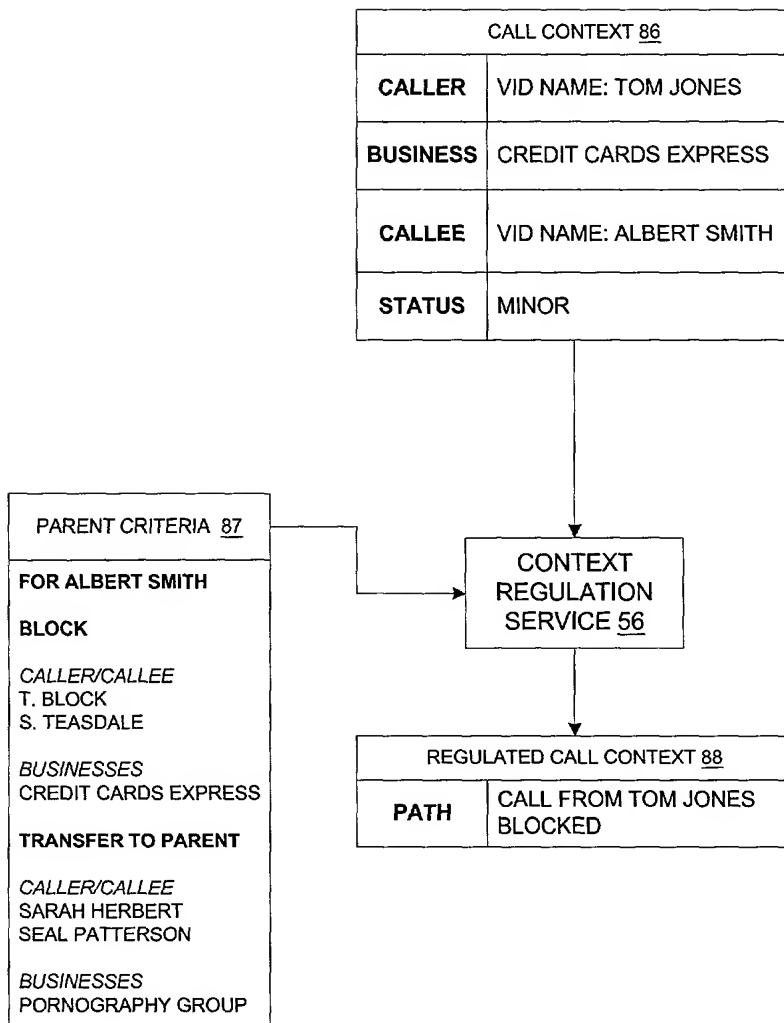 CALL CONTEXT 86
CALLER VID NAME: TOM JONES
BUSINESS CREDIT CARDS EXPRESS
CALLEE VID NAME: ALBERT SMITH
STATUS MINOR
PARENT CRITERIA 87
FOR ALBERT SMITH
BLOCK
CALLER/CALLEE
T. BLOCK
S. TEASDALE
BUSINESSES
CREDIT CARDS EXPRESS
TRANSFER TO PARENT
CALLER/CALLEE
SARAH HERBERT
SEAL PATTERSON
BUSINESSES
PORNOGRAPHY GROUP
CONTEXT
REGULATION
SERVICE 56
REGULATED CALL CONTEXT 88
PATH CALL FROM TOM JONES
BLOCKED